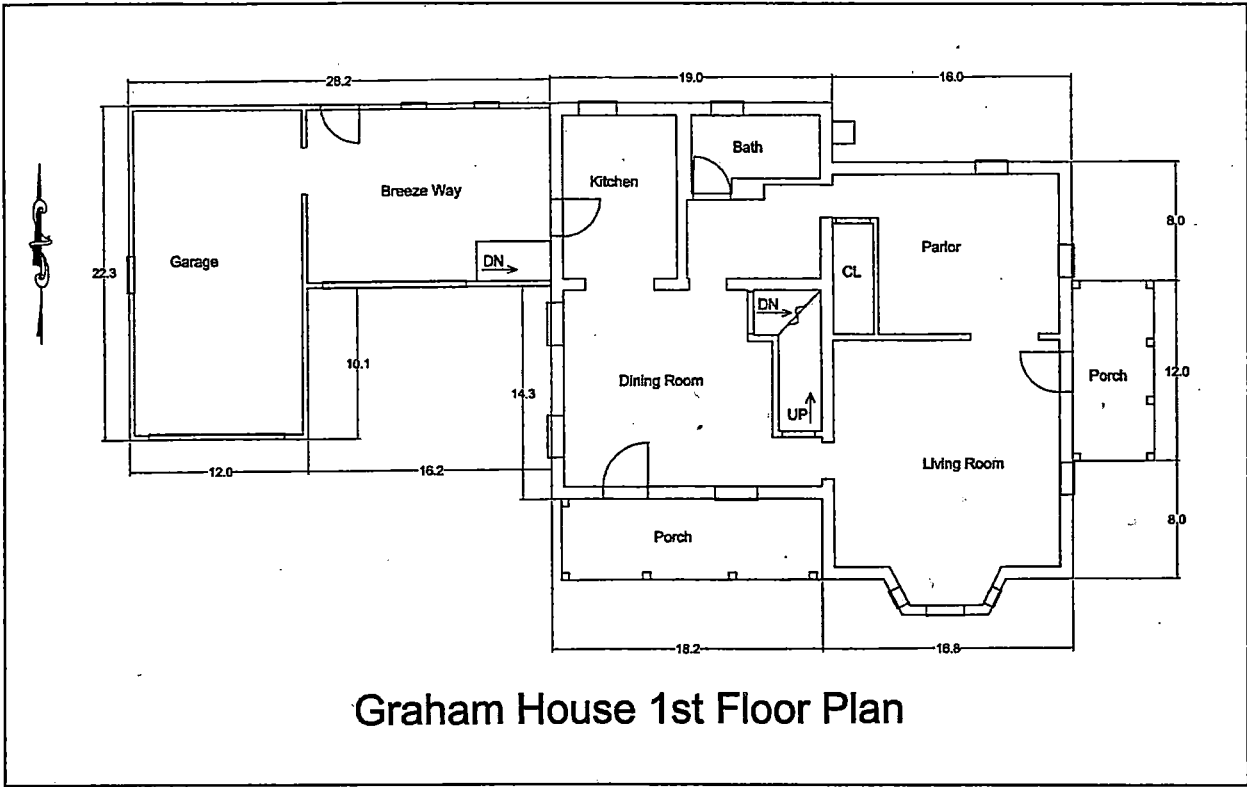 28.2
19.0
16.0
Bath
Kitchen
Breeze Way
8.0
Parlor
Garage
22.3
DN
CL
DN
10.1
14.3
Dining Room
Porch
12.0
UP
Living Room
12.0
16.2
8.0
Porch
18.2
16.8
Graham House 1st Floor Plan